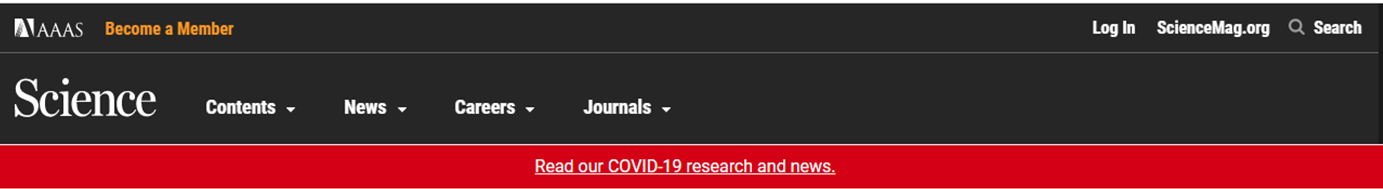 AAAS Become a Member Log In ScienceMag.org Search
Science Contents News Careers Journals
Read our COVID-19 research and news.